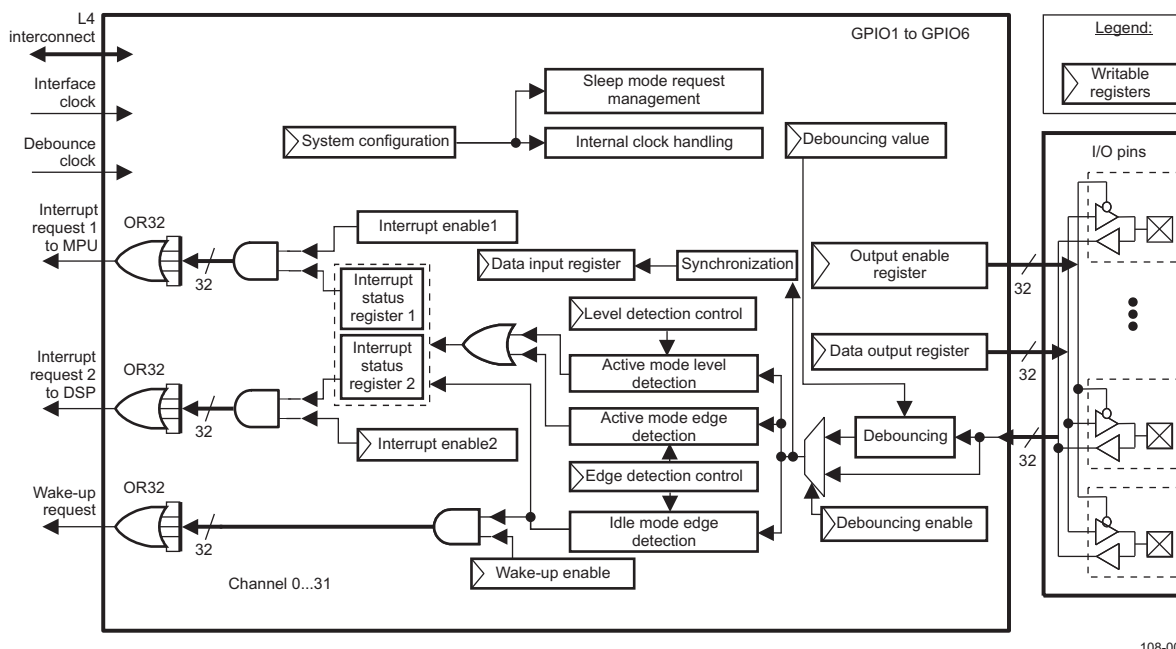 L4
interconnect
Interface
clock
Debounce
clock
Interrupt
request 1
to MPU
Interrupt
request 2
to DSP
Wake-up
request
GPIO1 to GPIO6
Sleep mode request
management
System configuration
Internal clock handling
Debouncing value
OR32
32
Interrupt enable1
Data input register
Synchronization
Output enable
register
32
Interrupt
status
register 1
Level detection control
Interrupt
status
register 2
Active mode level
detection
Data output register
32
OR32
32
Active mode edge
detection
Debouncing
32
Interrupt enable2
Edge detection control
OR32
32
Idle mode edge
detection
Debouncing enable
Wake-up enable
Channel 0...31
Legend:
Writable
registers
I/O pins